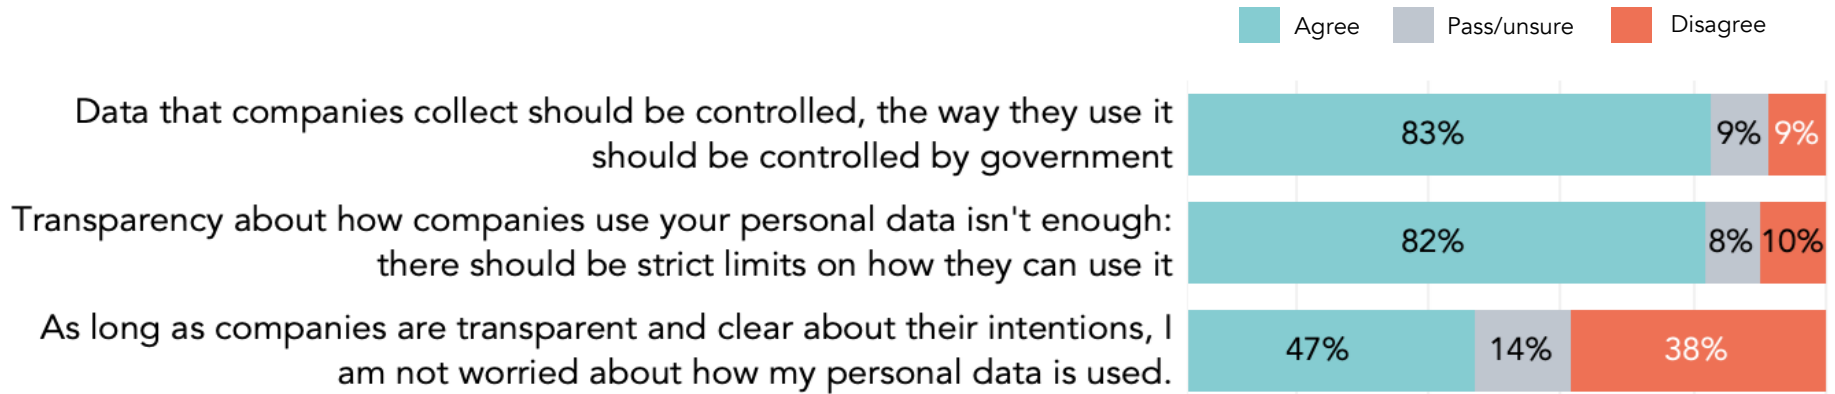 Agree Pass/unsure Disagree
Data that companies collect should be controlled, the way they use it
should be controlled by government
83% 9% 9%
Transparency about how companies use your personal data isn't enough:
there should be strict limits on how they can use it
82% 8% 10%
As long as companies are transparent and clear about their intentions, I
am not worried about how my personal data is used.
47% 14% 38%